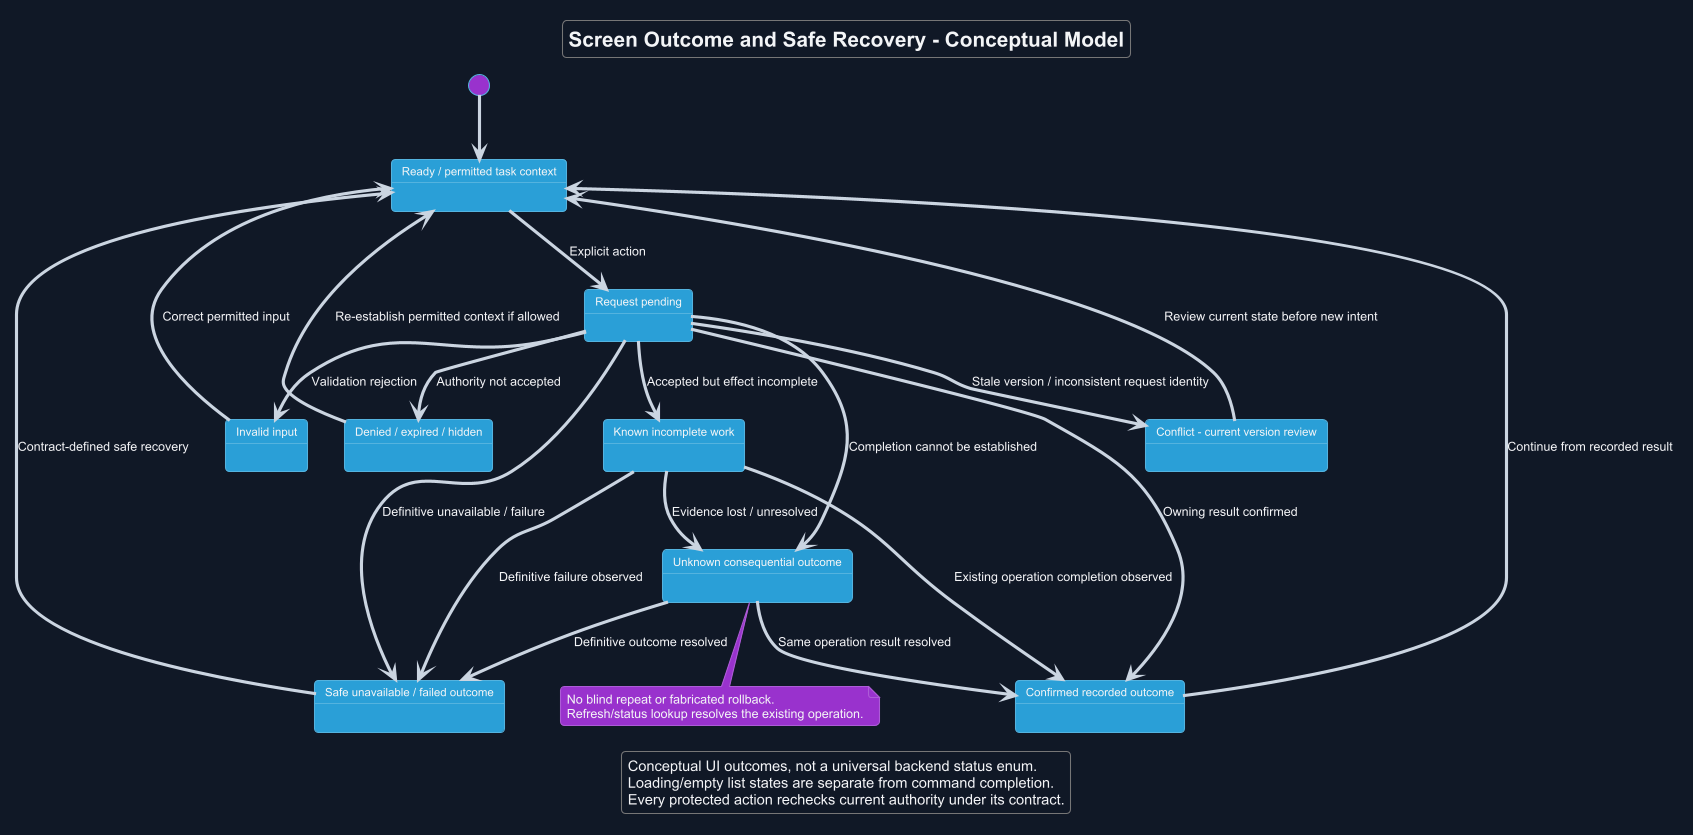 Screen Outcome and Safe Recovery - Conceptual Model
Ready / permitted task context
Explicit action
Request pending
Correct permitted input
Re-establish permitted context if allowed
Review current state before new intent
Validation rejection
Authority not accepted
Accepted but effect incomplete
Stale version / inconsistent request identity
Invalid input
Denied / expired / hidden
Known incomplete work
Conflict - current version review
Contract-defined safe recovery
Completion cannot be established
Continue from recorded result
Definitive unavailable / failure
Evidence lost / unresolved
Owning result confirmed
Unknown consequential outcome
Definitive failure observed
Existing operation completion observed
Definitive outcome resolved
Same operation result resolved
Safe unavailable / failed outcome
No blind repeat or fabricated rollback.
Refresh/status lookup resolves the existing operation.
Confirmed recorded outcome
Conceptual UI outcomes, not a universal backend status enum.
Loading/empty list states are separate from command completion.
Every protected action rechecks current authority under its contract.